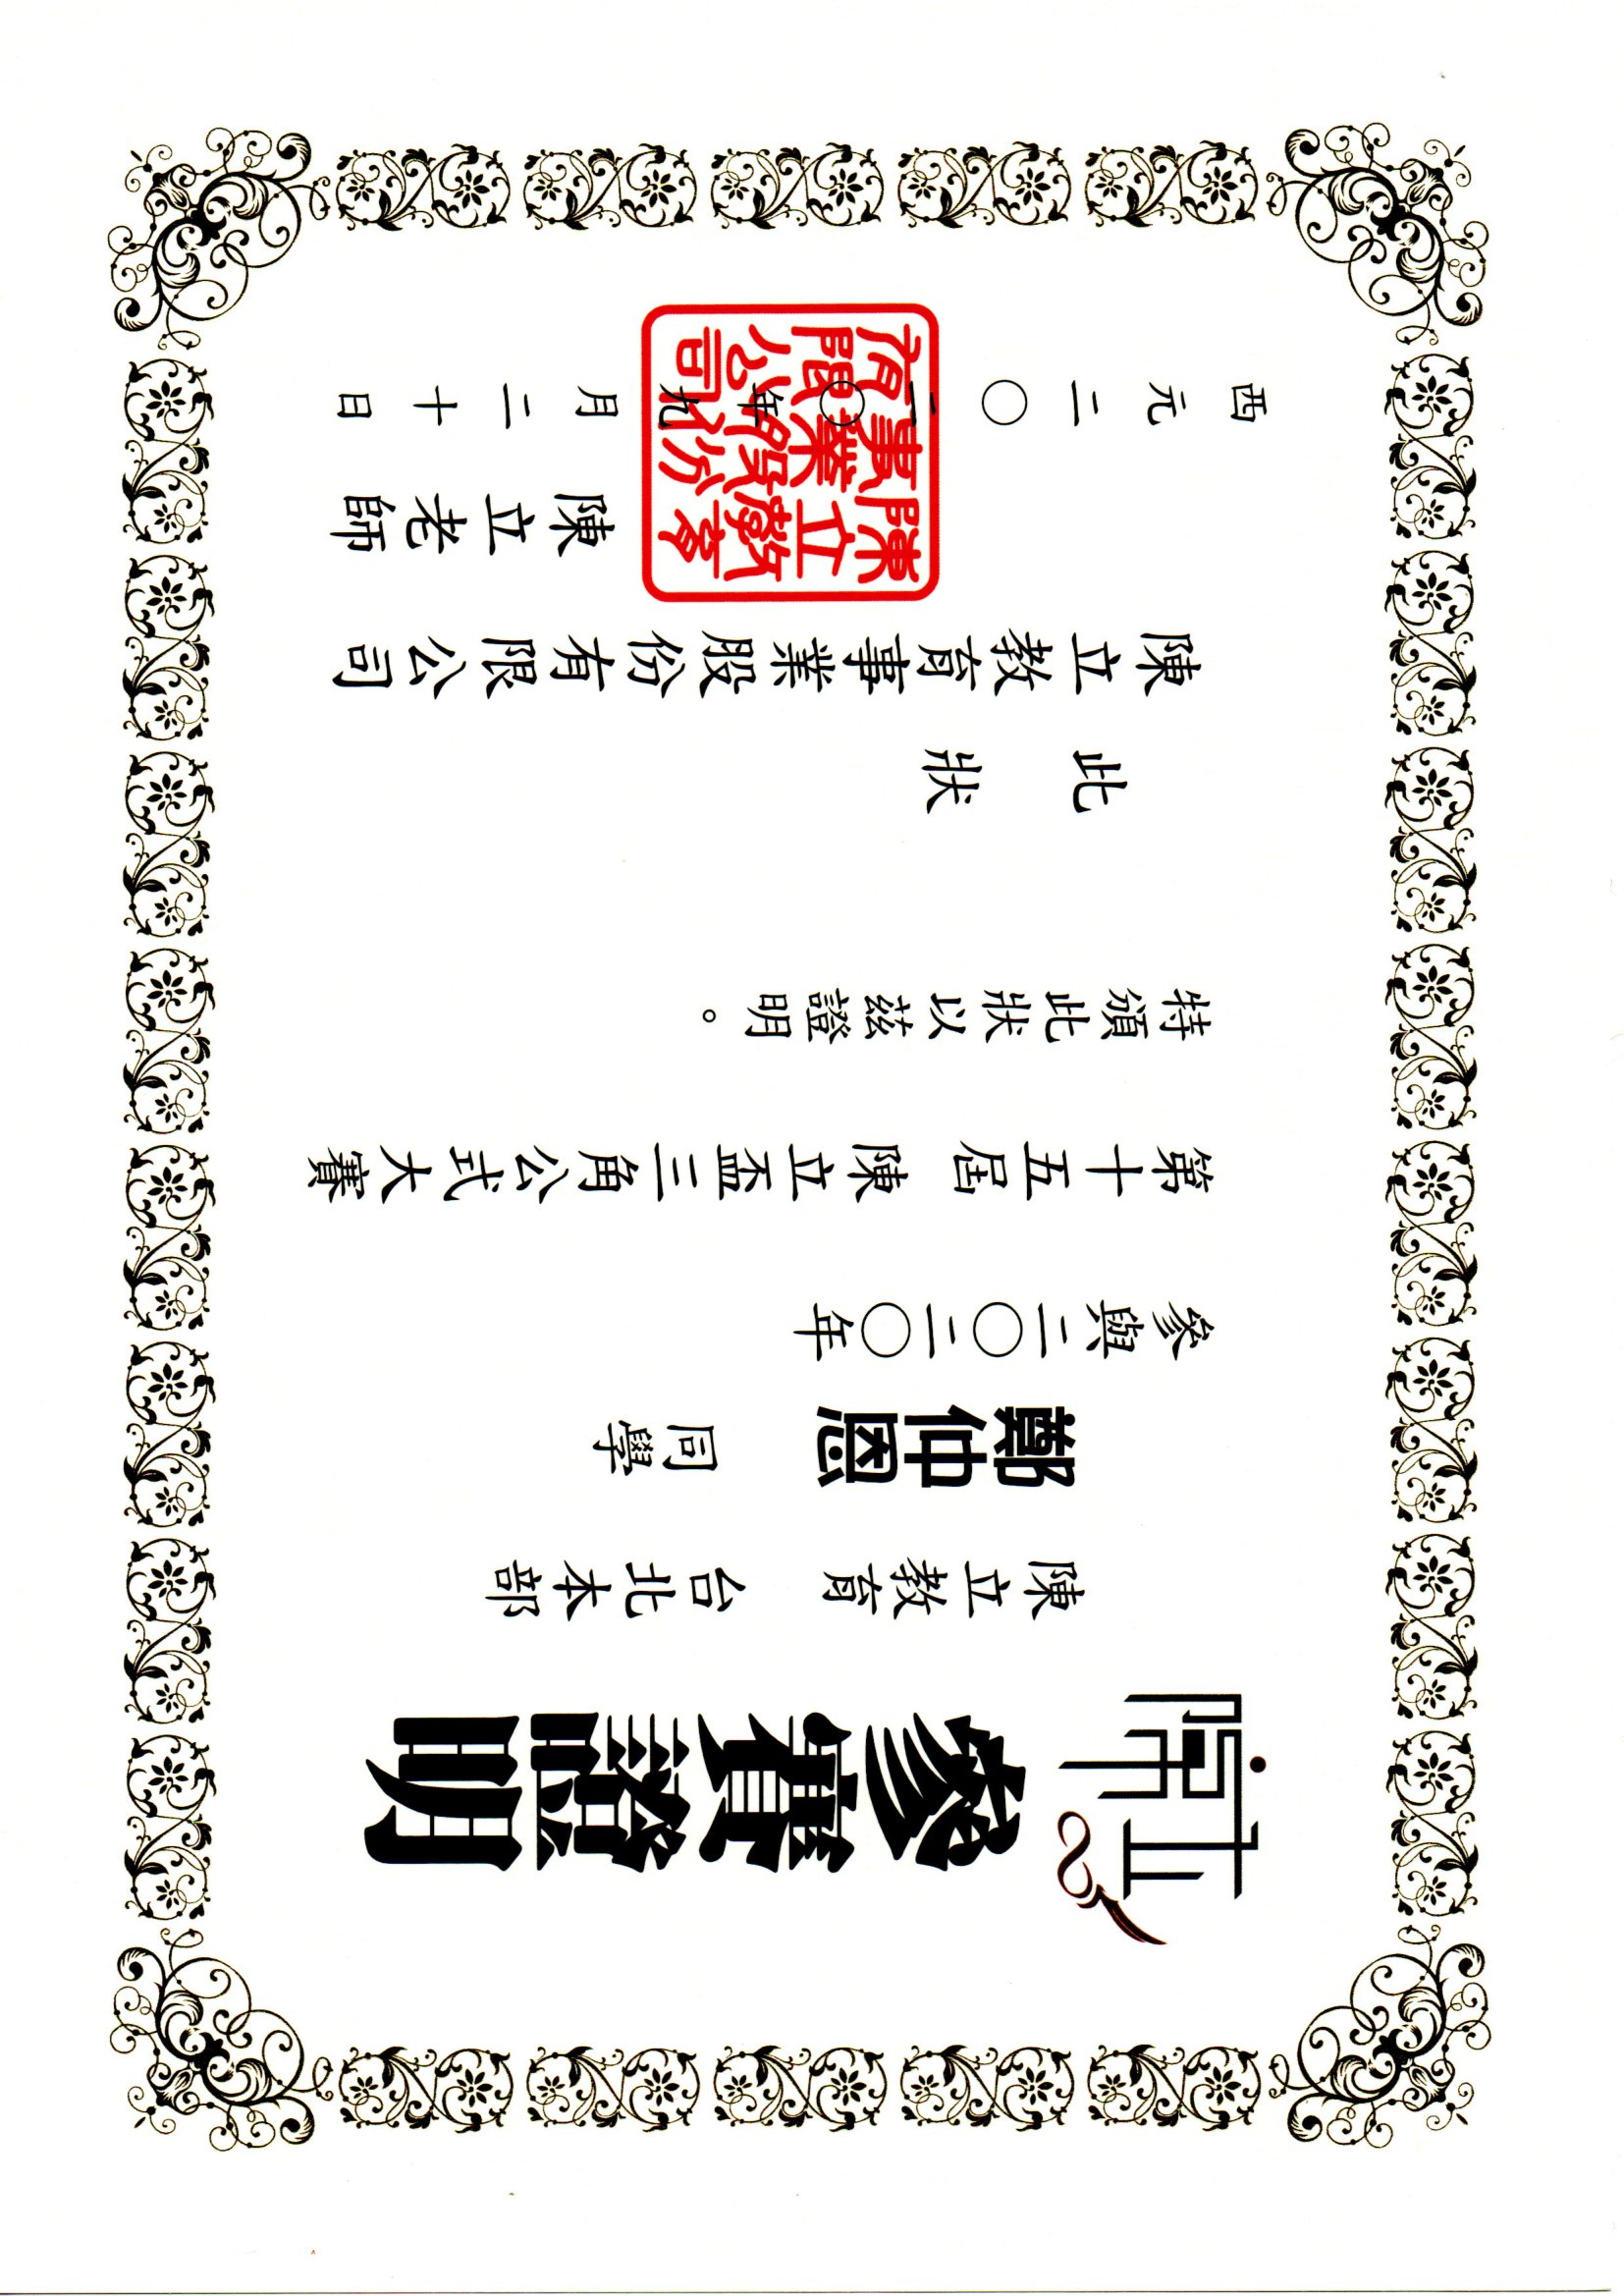 陳立
參賽證明
陳立教育 台北本部
鄭仲恩 同學
參與二〇二〇年
第十五屆 陳立盃三角公式大賽
特頒此狀以茲證明。
此 狀
陳立教育事業股份有限公司
陳立老師
陳立教育
事業股份
有限公司
西元二〇二〇年九月二十日